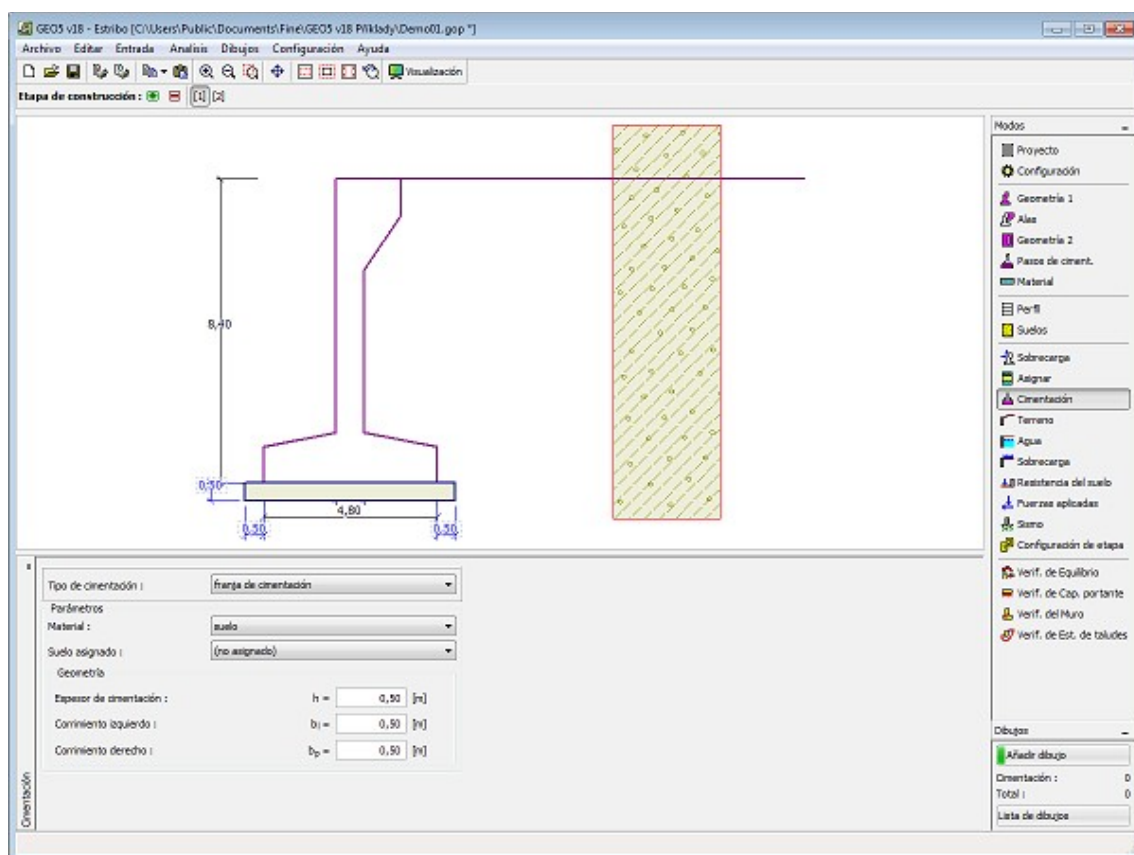 GEO5 v18 - Estribo [C:\Users\Public\Documents\Fine\GEO5 v18 Příklady\Demo01.gop *]
Archivo Editar Entrada Analisis Dibujos Configuración Ayuda
Visualización
Etapa de construcción : [1] [2]
8,40
0,50
4,80
0,50
0,50
Modos
Proyecto
Configuración
Geometría 1
Alas
Geometría 2
Pasos de ciment.
Material
Perfil
Suelos
Sobrecarga
Asignar
Cimentación
Terreno
Agua
Sobrecarga
Resistencia del suelo
Fuerzas aplicadas
Sismo
Configuración de etapa
Verif. de Equilibrio
Verif. de Cap. portante
Verif. del Muro
Verif. de Est. de taludes
Dibujos
Añadir dibujo
Cimentación : 0
Total : 0
Lista de dibujos
Cimentación
Tipo de cimentación : franja de cimentación
Parámetros
Material : suelo
Suelo asignado : (no asignado)
Geometría
Espesor de cimentación : h = 0,50 [m]
Corrimiento izquierdo : bl = 0,50 [m]
Corrimiento derecho : bp = 0,50 [m]